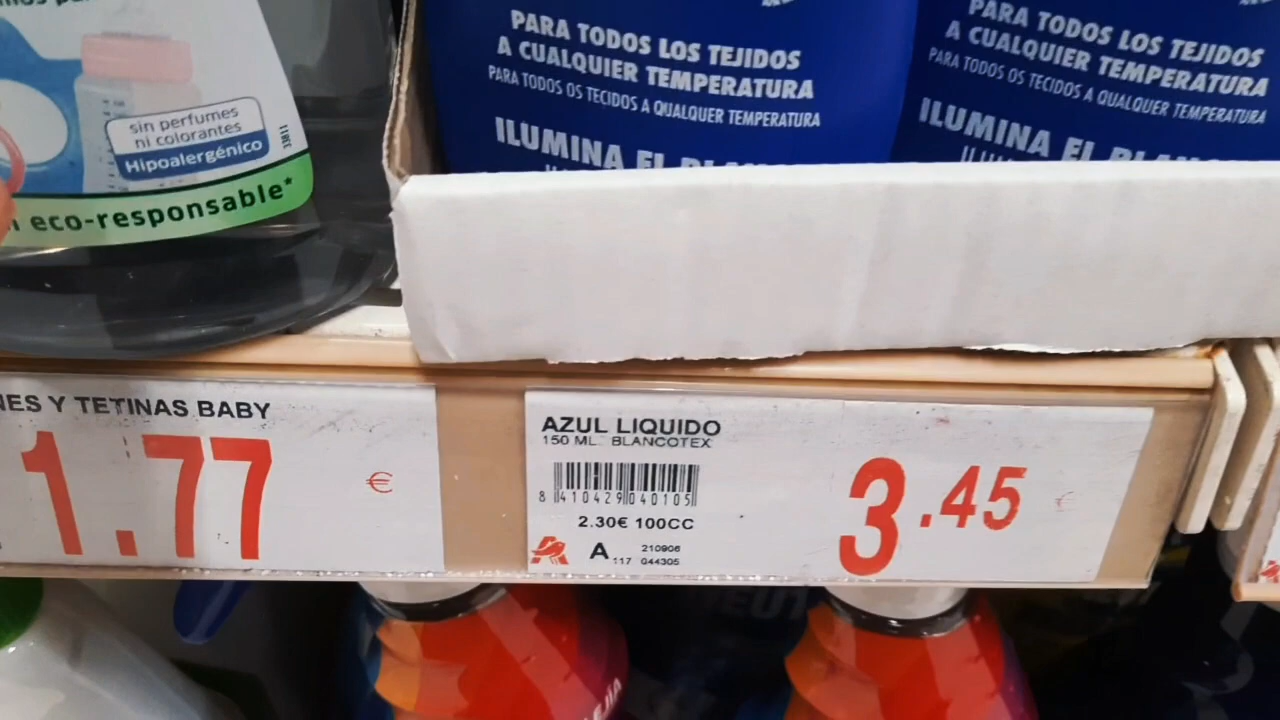 sin perfumes
ni colorantes
Hipoalergénico
eco-responsable*
PARA TODOS LOS TEJIDOS
A CUALQUIER TEMPERATURA
PARA TODOS OS TECIDOS A QUALQUER TEMPERATURA
ILUMINA EL BLANCO
PARA TODOS LOS TEJIDOS
A CUALQUIER TEMPERATURA
PARA TODOS OS TECIDOS A QUALQUER TEMPERATURA
ILUMINA EL
NES Y TETINAS BABY
1.77 €
AZUL LIQUIDO
150 ML. BLANCOTEX
8 410429 040105
2.30€ 100CC
A 117 210906
044305
3.45 €